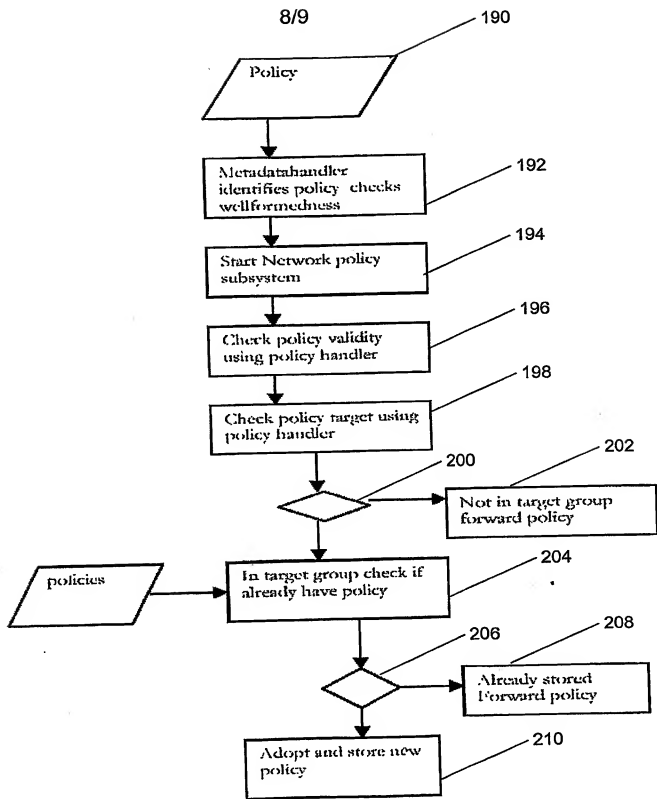 8/9
190
Policy
Metadatahandler
identifies policy checks
wellformedness
192
194
Start Network policy
subsystem
196
Check policy validity
using policy handler
198
Check policy target using
policy handler
200
202
Not in target group
forward policy
policies
In target group check if
already have policy
204
206
208
Already stored
Forward policy
Adopt and store new
policy
210